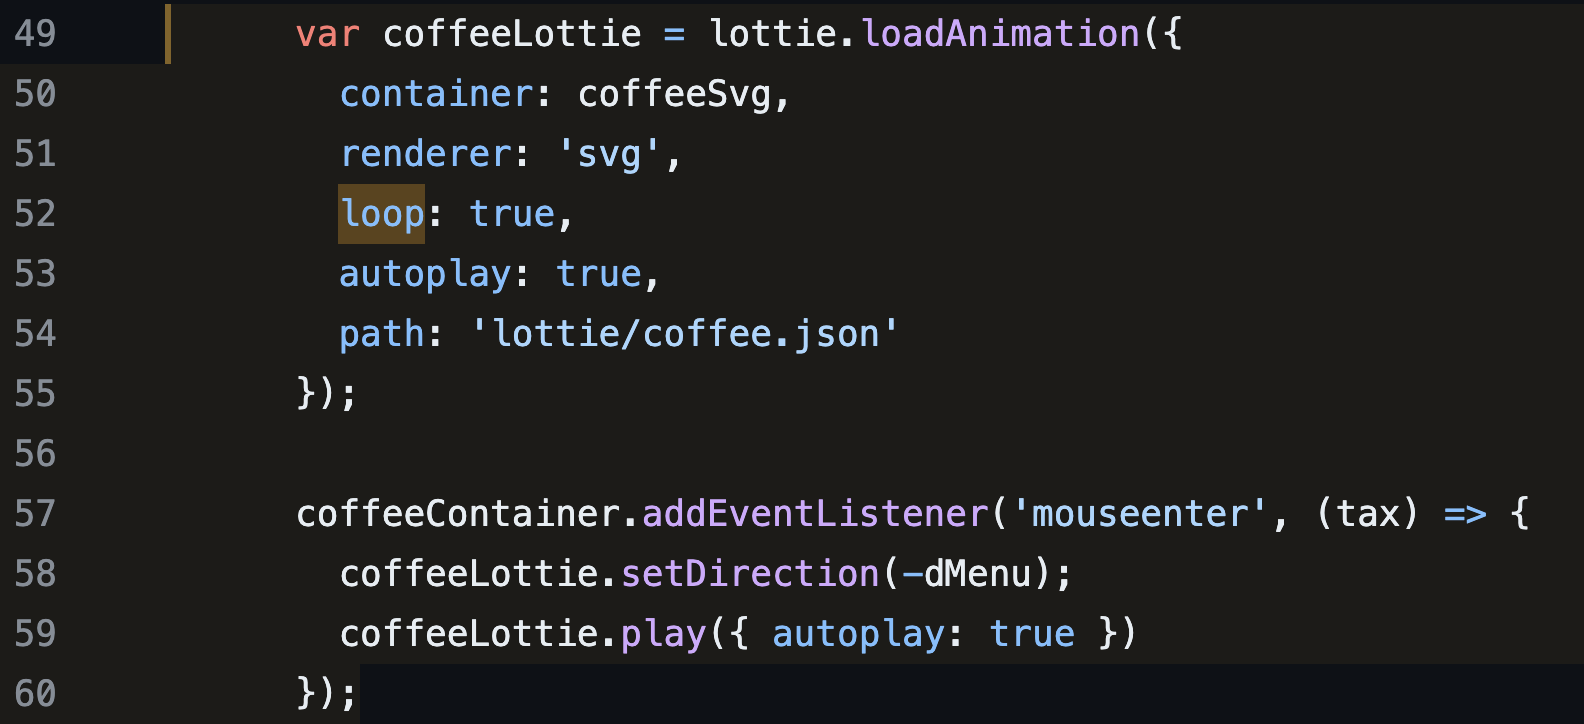 49 var coffeeLottie = lottie.loadAnimation({
50 container: coffeeSvg,
51 renderer: 'svg',
52 loop: true,
53 autoplay: true,
54 path: 'lottie/coffee.json'
55 });
56
57 coffeeContainer.addEventListener('mouseenter', (tax) => {
58 coffeeLottie.setDirection(-dMenu);
59 coffeeLottie.play({ autoplay: true })
60 });